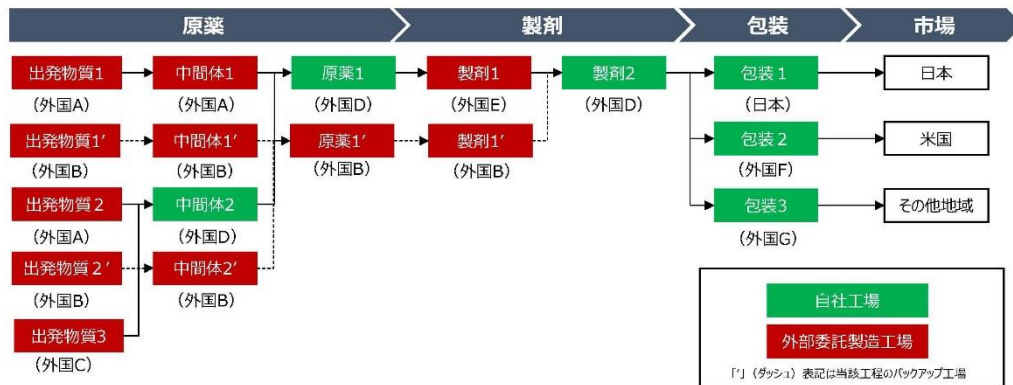 原薬
製剤
包装
市場
出発物質1
中間体1
原薬1
製剤1
製剤2
包装1
日本
(外国A)
(外国A)
(外国D)
(外国E)
(外国D)
(日本)
出発物質1′
中間体1′
原薬1′
製剤1′
包装2
米国
(外国B)
(外国B)
(外国B)
(外国B)
(外国F)
出発物質2
中間体2
包装3
その他地域
(外国A)
(外国D)
(外国G)
出発物質2′
中間体2′
(外国B)
(外国B)
出発物質3
(外国C)
自社工場
外部委託製造工場
「′」(ダッシュ)表記は当該工程のバックアップ工場